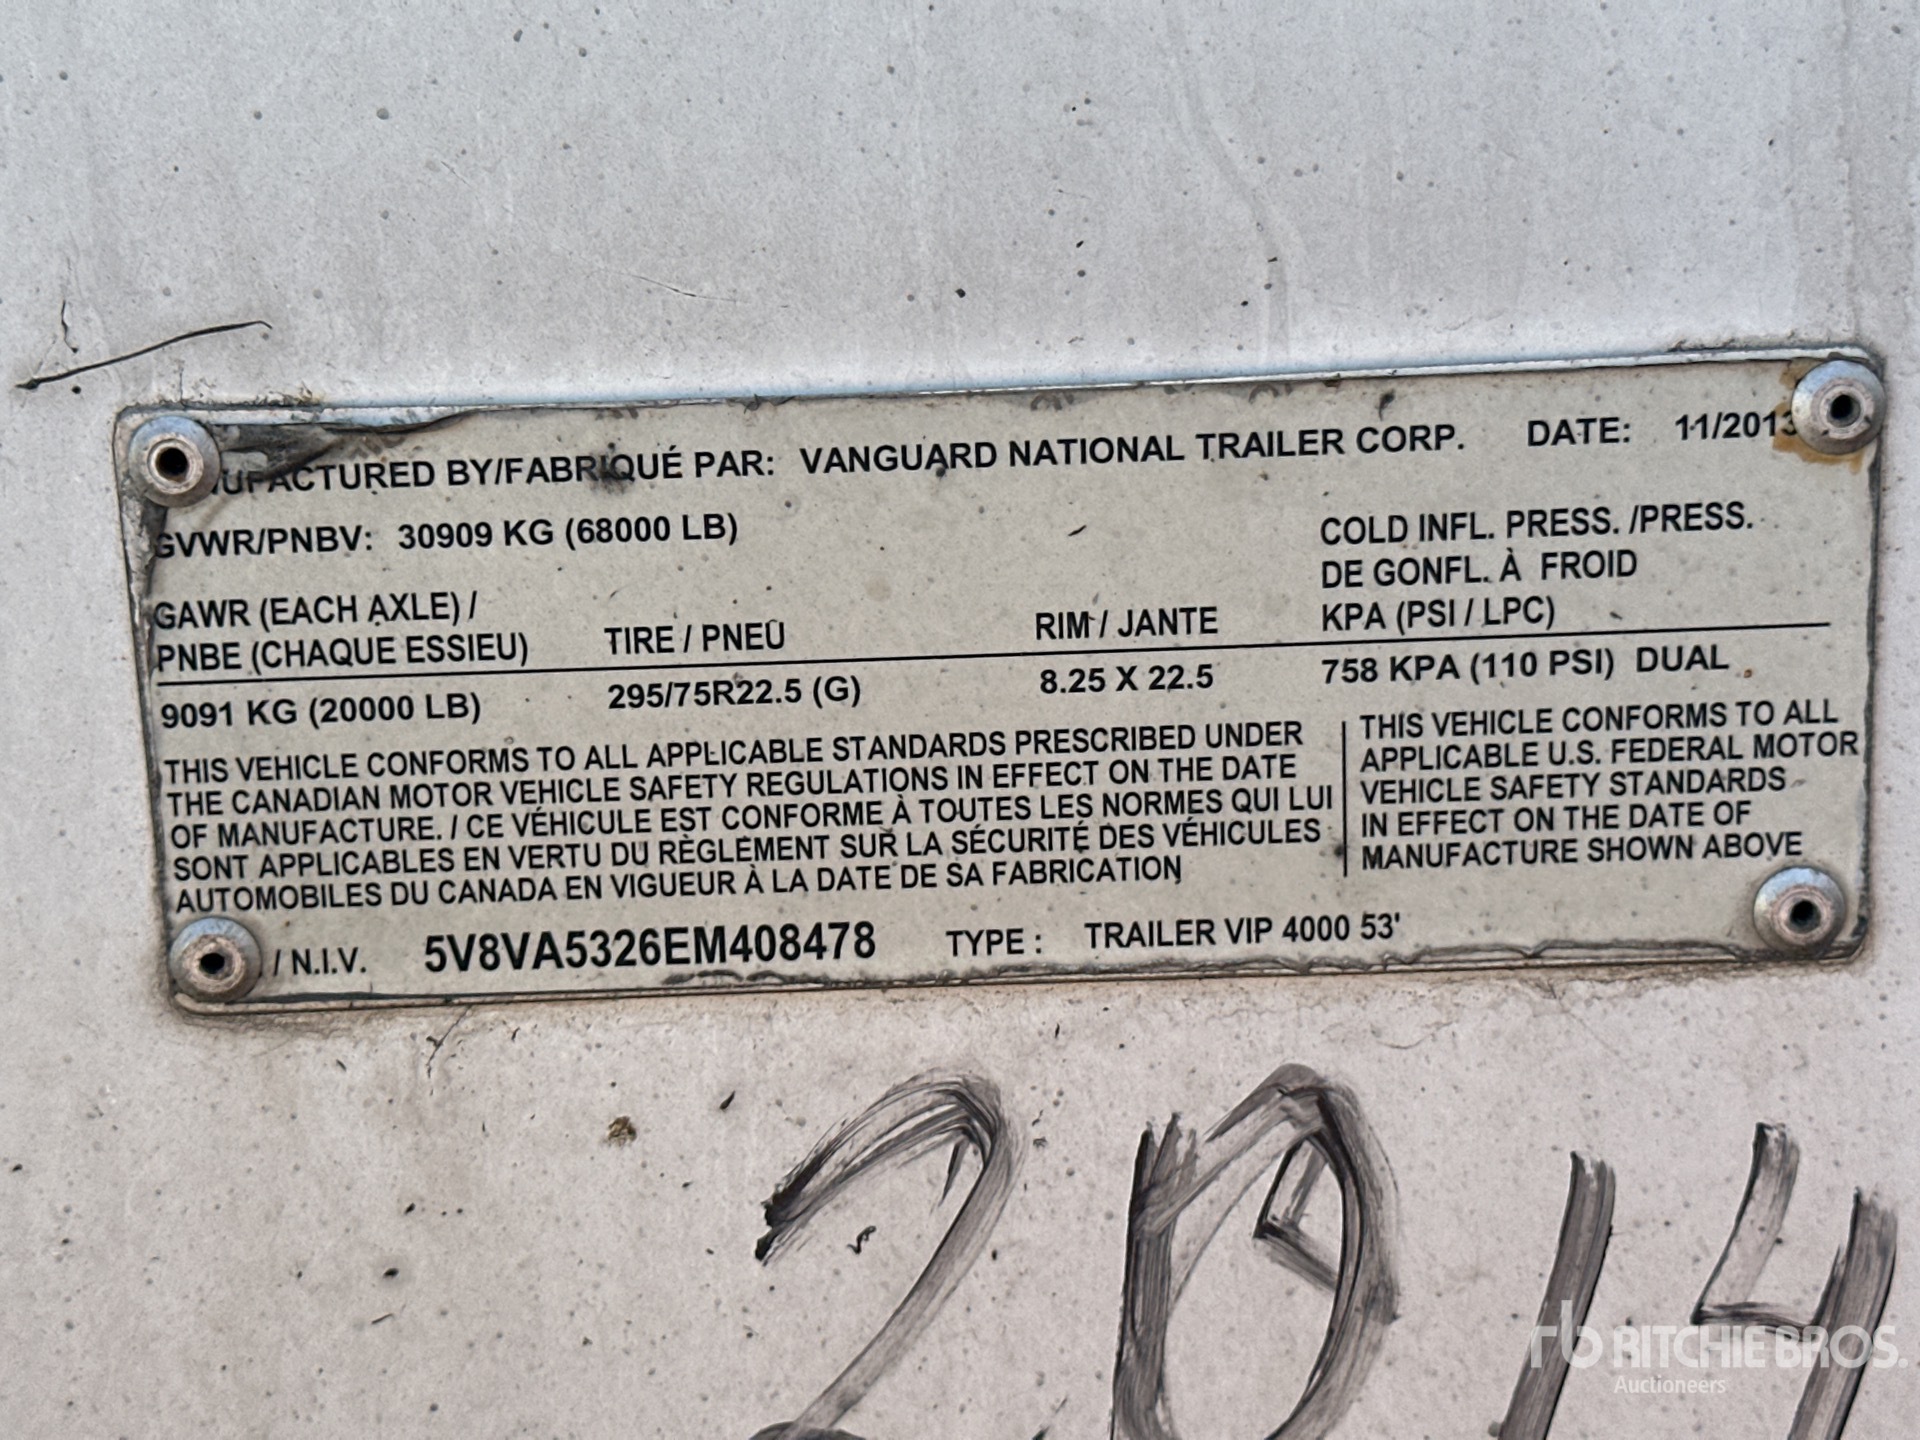 MANUFACTURED BY/FABRIQUÉ PAR: VANGUARD NATIONAL TRAILER CORP. DATE: 11/2013
GVWR/PNBV: 30909 KG (68000 LB)
COLD INFL. PRESS. /PRESS.
DE GONFL. À FROID
KPA (PSI / LPC)
GAWR (EACH AXLE) /
PNBE (CHAQUE ESSIEU) TIRE / PNEU RIM / JANTE
9091 KG (20000 LB) 295/75R22.5 (G) 8.25 X 22.5 758 KPA (110 PSI) DUAL
THIS VEHICLE CONFORMS TO ALL APPLICABLE STANDARDS PRESCRIBED UNDER
THE CANADIAN MOTOR VEHICLE SAFETY REGULATIONS IN EFFECT ON THE DATE
OF MANUFACTURE. / CE VÉHICULE EST CONFORME À TOUTES LES NORMES QUI LUI
SONT APPLICABLES EN VERTU DU RÈGLEMENT SUR LA SÉCURITÉ DES VÉHICULES
AUTOMOBILES DU CANADA EN VIGUEUR À LA DATE DE SA FABRICATION
THIS VEHICLE CONFORMS TO ALL
APPLICABLE U.S. FEDERAL MOTOR
VEHICLE SAFETY STANDARDS
IN EFFECT ON THE DATE OF
MANUFACTURE SHOWN ABOVE
/ N.I.V. 5V8VA5326EM408478 TYPE : TRAILER VIP 4000 53'
2014
rb RITCHIE BROS.
Auctioneers